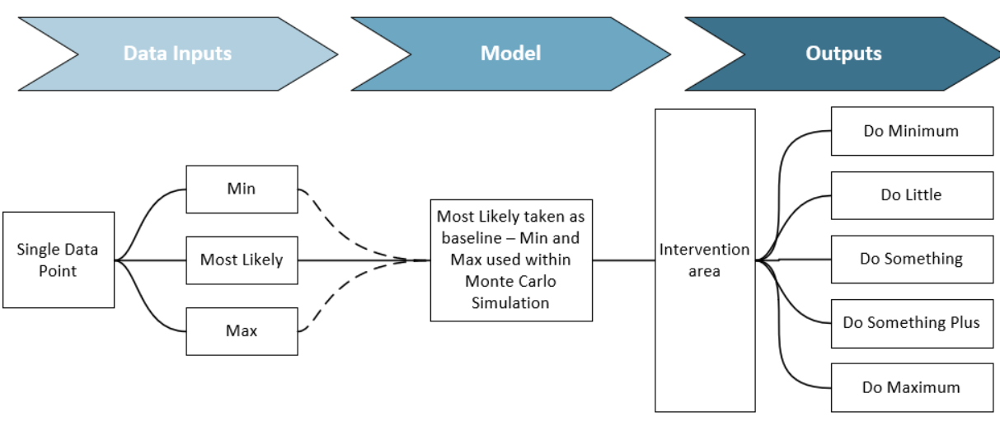 Data Inputs
Model
Outputs
Single Data
Point
Min
Most Likely
Max
Most Likely taken as
baseline – Min and
Max used within
Monte Carlo
Simulation
Intervention
area
Do Minimum
Do Little
Do Something
Do Something Plus
Do Maximum